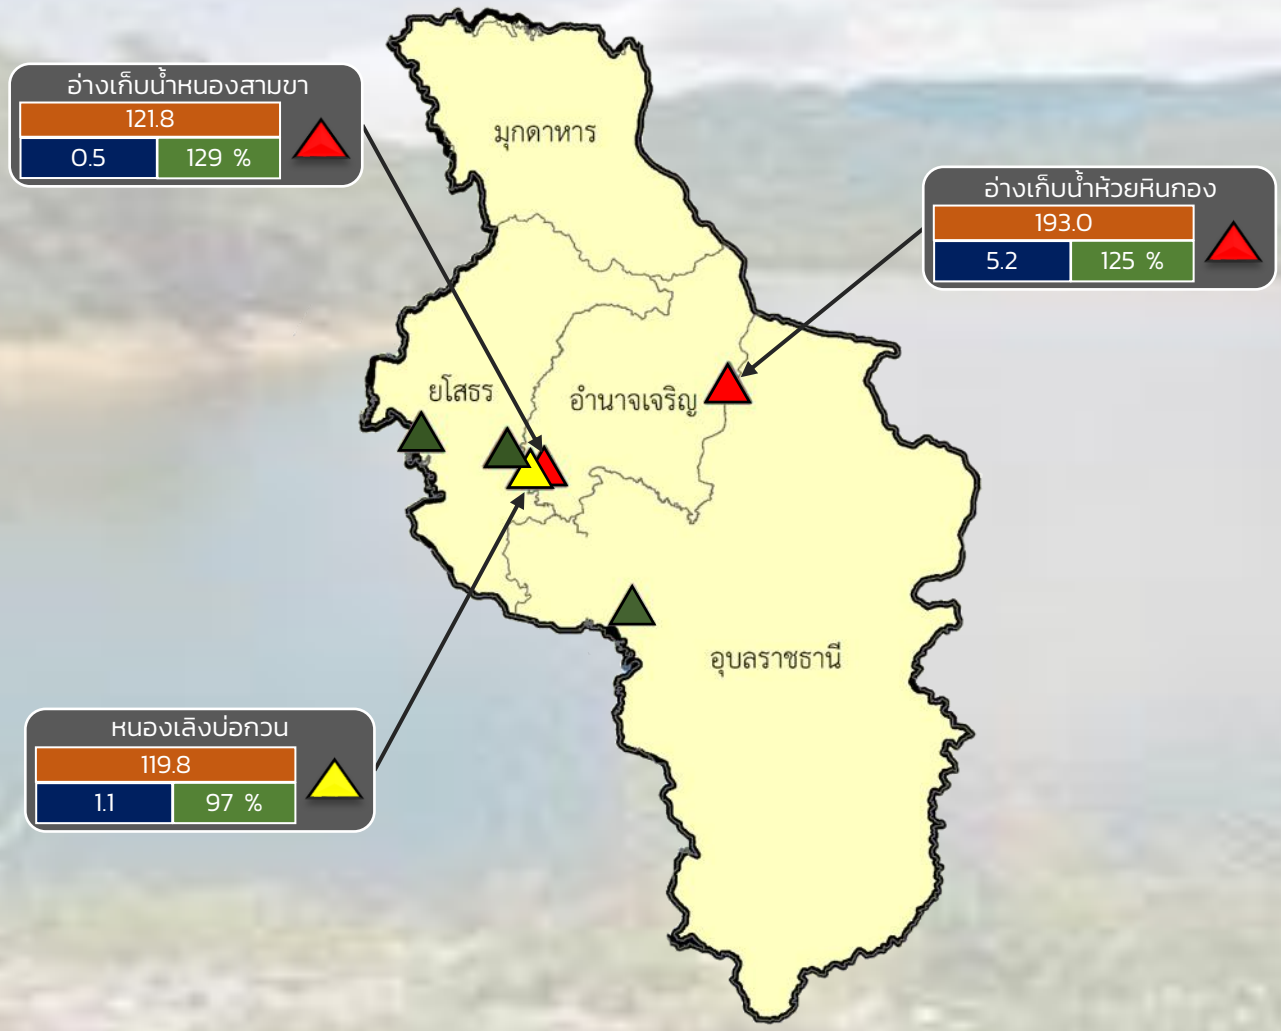 อ่างเก็บน้ำหนองสามขา
121.8
0.5 129 %
มุกดาหาร
อ่างเก็บน้ำห้วยหินกอง
193.0
5.2 125 %
ยโสธร
อำนาจเจริญ
อุบลราชธานี
หนองเลิงบ่อกวน
119.8
1.1 97 %